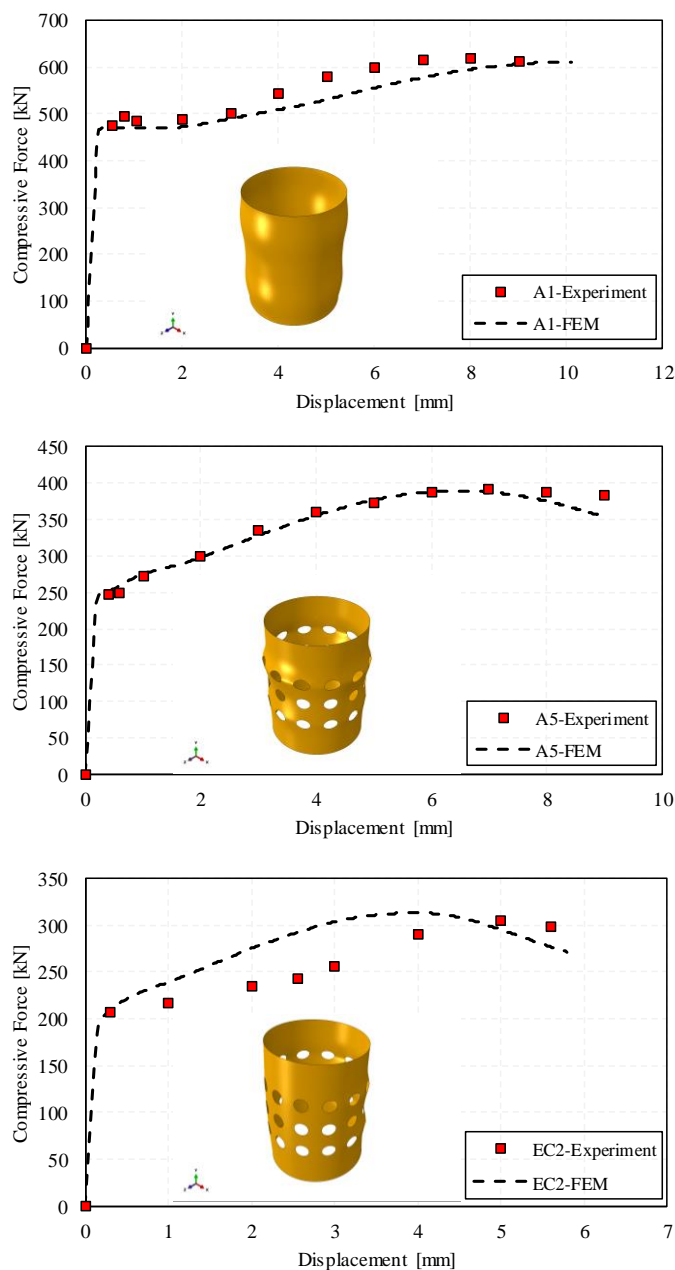 700
600
500
400
300
200
100
0
Compressive Force [kN]
A1-Experiment
A1-FEM
0 2 4 6 8 10 12
Displacement [mm]
450
400
350
300
250
200
150
100
50
0
Compressive Force [kN]
A5-Experiment
A5-FEM
0 2 4 6 8 10
Displacement [mm]
350
300
250
200
150
100
50
0
Compressive Force [kN]
EC2-Experiment
EC2-FEM
0 1 2 3 4 5 6 7
Displacement [mm]